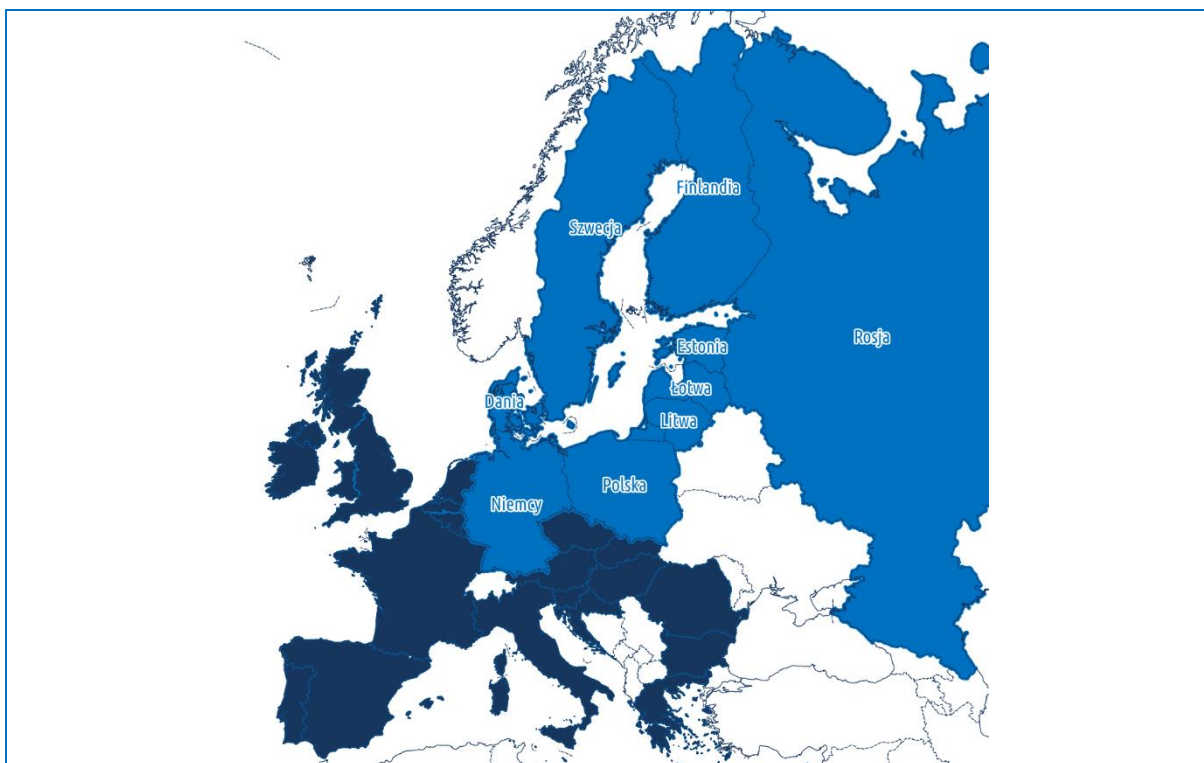 Finlandia
Szwecja
Rosja
Estonia
Łotwa
Dania
Litwa
Polska
Niemcy